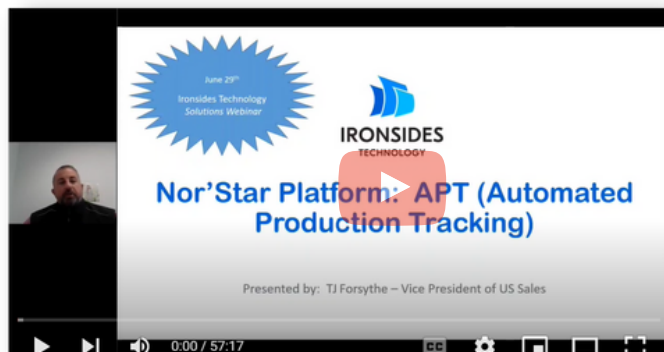 June 29th
Ironsides Technology
Solutions Webinar
IRONSIDES
TECHNOLOGY
Nor'Star Platform: APT (Automated
Production Tracking)
Presented by: TJ Forsythe – Vice President of US Sales
0:00 / 57:17
CC